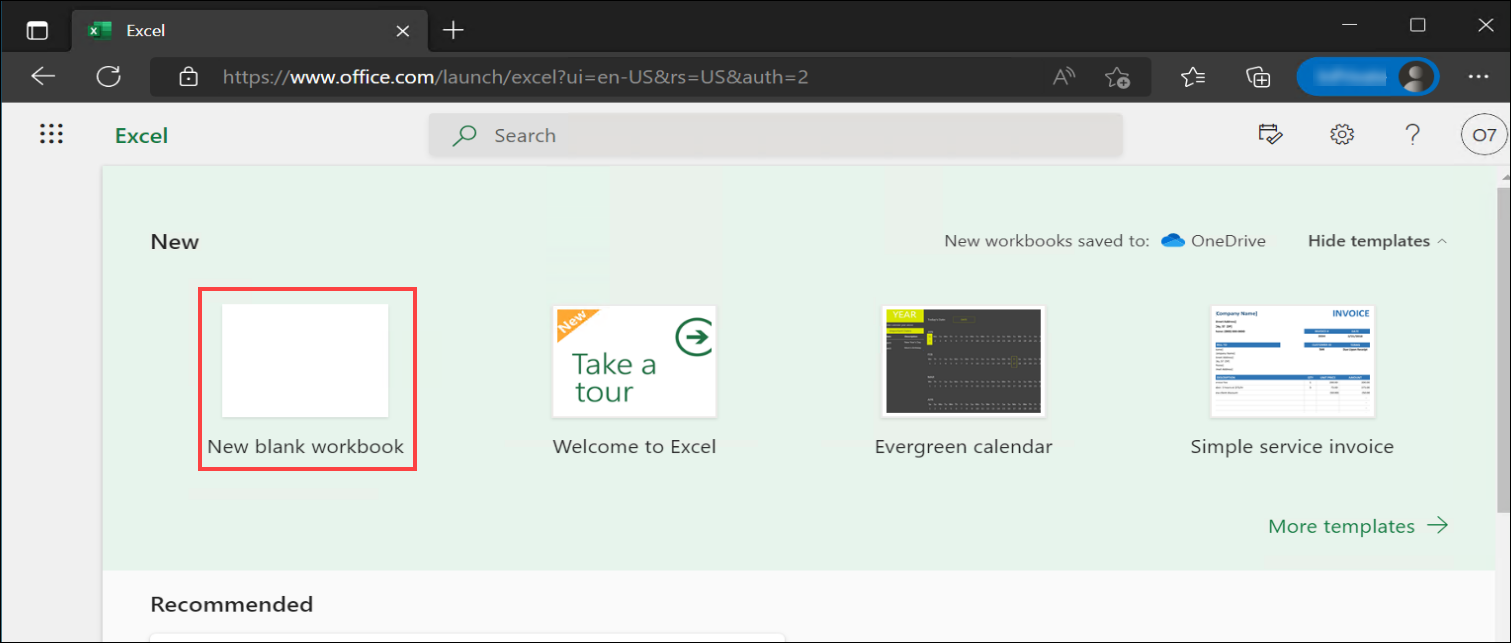 Excel
https://www.office.com/launch/excel?ui=en-US&rs=US&auth=2
Excel
Search
O7
New
New workbooks saved to: OneDrive Hide templates
New
Take a
tour
YEAR
[Company Name]
INVOICE
New blank workbook
Welcome to Excel
Evergreen calendar
Simple service invoice
More templates
Recommended